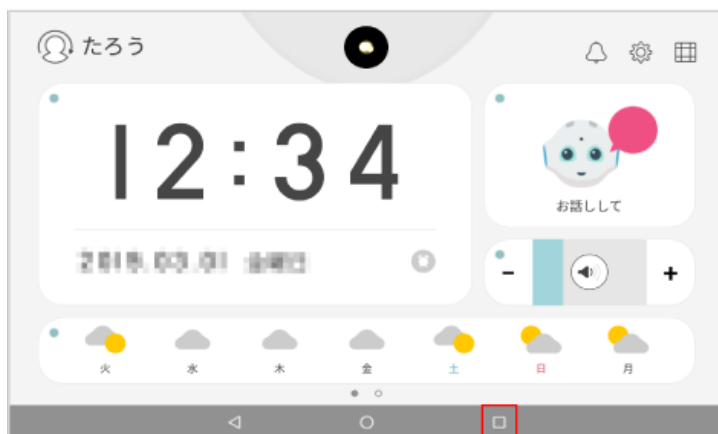 たろう
12:34
お話しして
- +
火 水 木 金 土 日 月